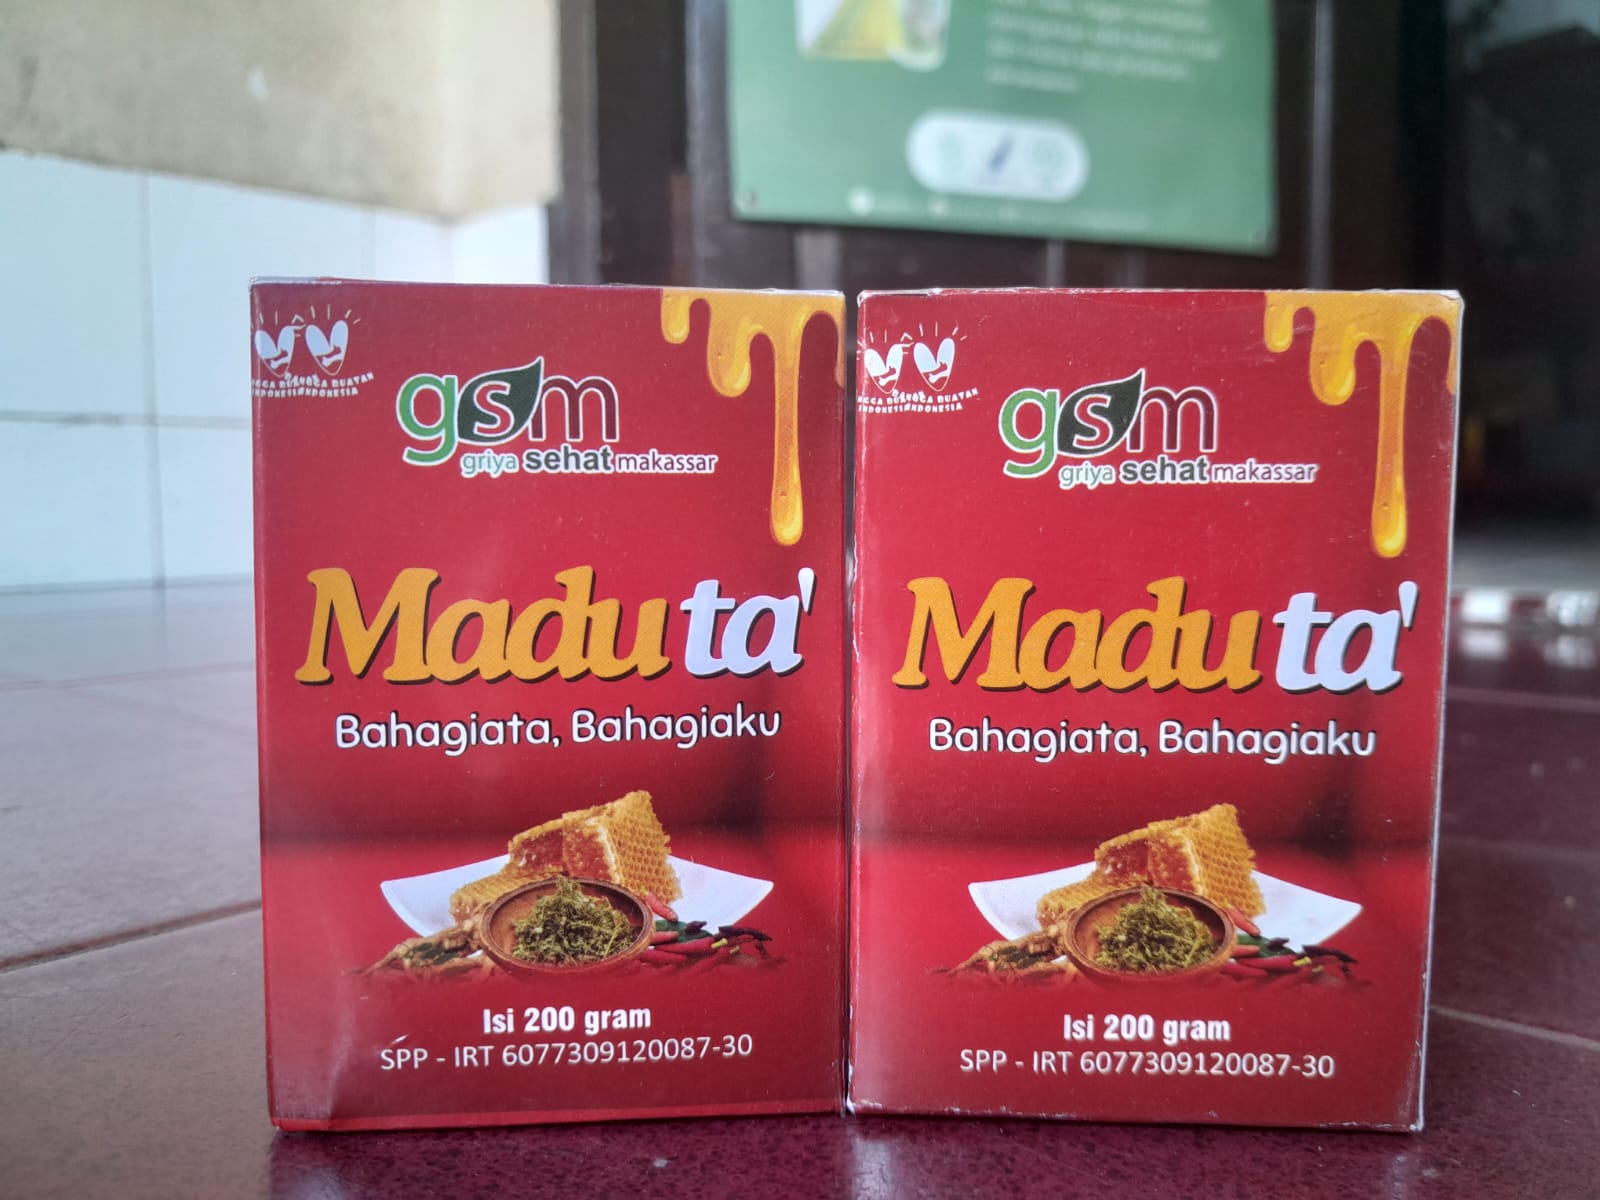 gsm
griya sehat makassar
Madu ta'
Bahagiata, Bahagiaku
Isi 200 gram
SPP - IRT 6077309120087-30
gsm
griya sehat makassar
Madu ta'
Bahagiata, Bahagiaku
Isi 200 gram
SPP - IRT 6077309120087-30